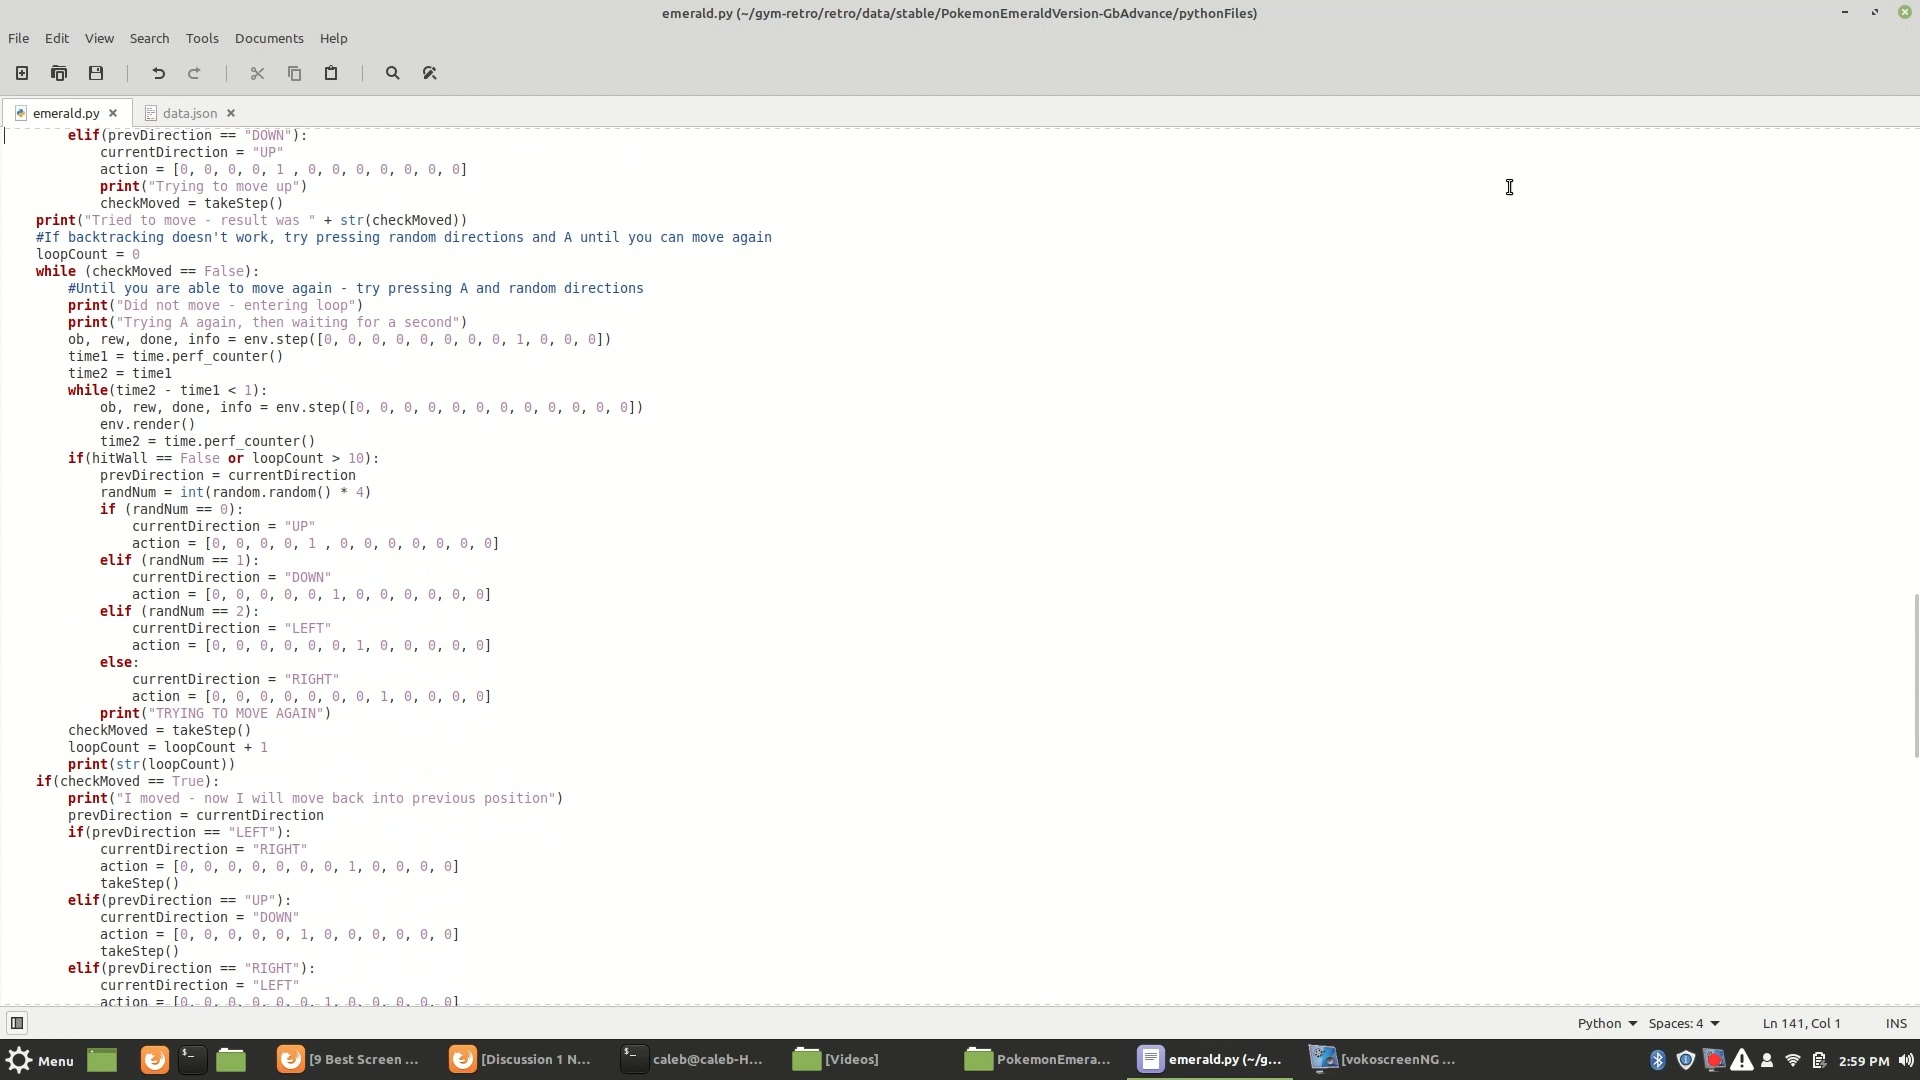 emerald.py (~/gym-retro/retro/data/stable/PokemonEmeraldVersion-GbAdvance/pythonFiles)
File Edit View Search Tools Documents Help
emerald.py data.json
elif(prevDirection == "DOWN"):
currentDirection = "UP"
action = [0, 0, 0, 0, 1 , 0, 0, 0, 0, 0, 0, 0]
print("Trying to move up")
checkMoved = takeStep()
print("Tried to move - result was " + str(checkMoved))
#If backtracking doesn't work, try pressing random directions and A until you can move again
loopCount = 0
while (checkMoved == False):
#Until you are able to move again - try pressing A and random directions
print("Did not move - entering loop")
print("Trying A again, then waiting for a second")
ob, rew, done, info = env.step([0, 0, 0, 0, 0, 0, 0, 0, 1, 0, 0, 0])
time1 = time.perf_counter()
time2 = time1
while(time2 - time1 < 1):
ob, rew, done, info = env.step([0, 0, 0, 0, 0, 0, 0, 0, 0, 0, 0, 0])
env.render()
time2 = time.perf_counter()
if(hitWall == False or loopCount > 10):
prevDirection = currentDirection
randNum = int(random.random() * 4)
if (randNum == 0):
currentDirection = "UP"
action = [0, 0, 0, 0, 1 , 0, 0, 0, 0, 0, 0, 0]
elif (randNum == 1):
currentDirection = "DOWN"
action = [0, 0, 0, 0, 0, 1, 0, 0, 0, 0, 0, 0]
elif (randNum == 2):
currentDirection = "LEFT"
action = [0, 0, 0, 0, 0, 0, 1, 0, 0, 0, 0, 0]
else:
currentDirection = "RIGHT"
action = [0, 0, 0, 0, 0, 0, 0, 1, 0, 0, 0, 0]
print("TRYING TO MOVE AGAIN")
checkMoved = takeStep()
loopCount = loopCount + 1
print(str(loopCount))
if(checkMoved == True):
print("I moved - now I will move back into previous position")
prevDirection = currentDirection
if(prevDirection == "LEFT"):
currentDirection = "RIGHT"
action = [0, 0, 0, 0, 0, 0, 0, 1, 0, 0, 0, 0]
takeStep()
elif(prevDirection == "UP"):
currentDirection = "DOWN"
action = [0, 0, 0, 0, 0, 1, 0, 0, 0, 0, 0, 0]
takeStep()
elif(prevDirection == "RIGHT"):
currentDirection = "LEFT"
action = [0, 0, 0, 0, 0, 0, 1, 0, 0, 0, 0, 0]
Python Spaces: 4 Ln 141, Col 1 INS
Menu [9 Best Screen ... [Discussion 1 N... caleb@caleb-H... [Videos] PokemonEmera... emerald.py (~/g... [vokoscreenNG ... 2:59 PM